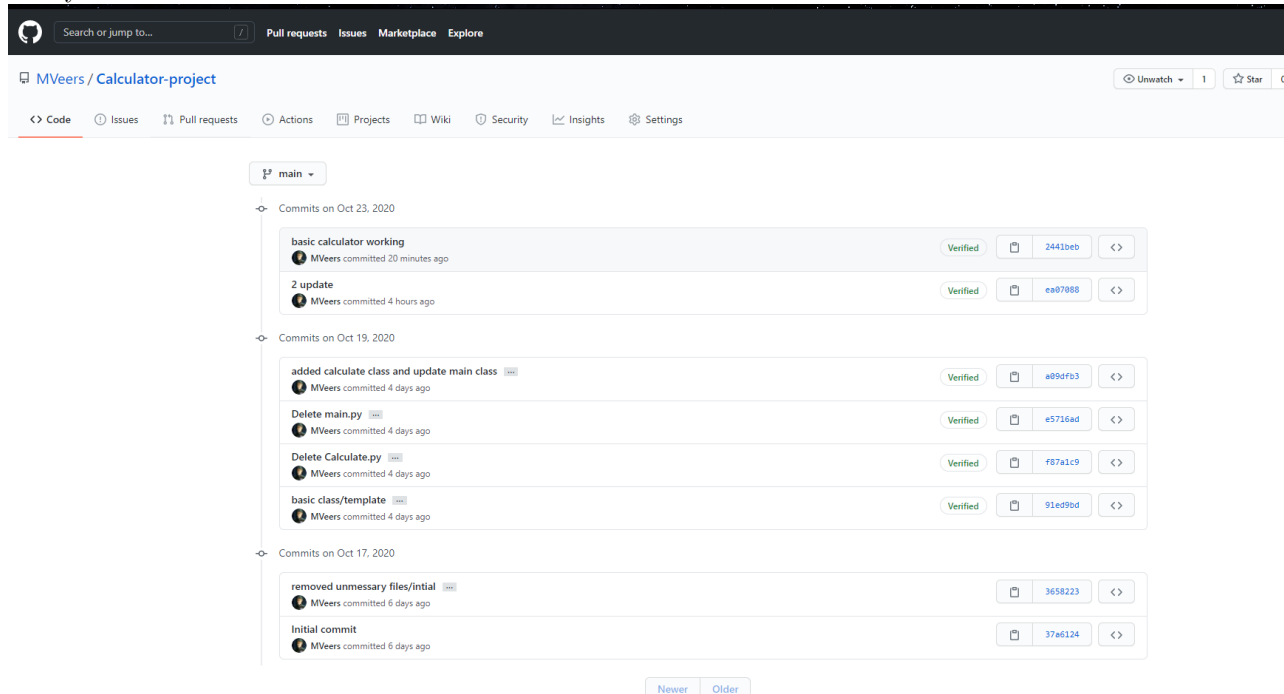 Search or jump to... /
Pull requests Issues Marketplace Explore
MVeers / Calculator-project
Unwatch 1 Star
Code Issues Pull requests Actions Projects Wiki Security Insights Settings
main
Commits on Oct 23, 2020
basic calculator working
MVeers committed 20 minutes ago
Verified 2441beb
2 update
MVeers committed 4 hours ago
Verified ea07088
Commits on Oct 19, 2020
added calculate class and update main class ...
MVeers committed 4 days ago
Verified a09dfb3
Delete main.py ...
MVeers committed 4 days ago
Verified e5716ad
Delete Calculate.py ...
MVeers committed 4 days ago
Verified f87a1c9
basic class/template ...
MVeers committed 4 days ago
Verified 91ed9bd
Commits on Oct 17, 2020
removed unmessary files/intial ...
MVeers committed 6 days ago
3658223
Initial commit
MVeers committed 6 days ago
37a6124
Newer Older